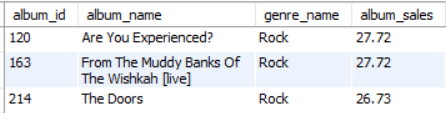 album_id album_name genre_name album_sales
120 Are You Experienced? Rock 27.72
163 From The Muddy Banks Of Rock 27.72
The Wishkah [live]
214 The Doors Rock 26.73